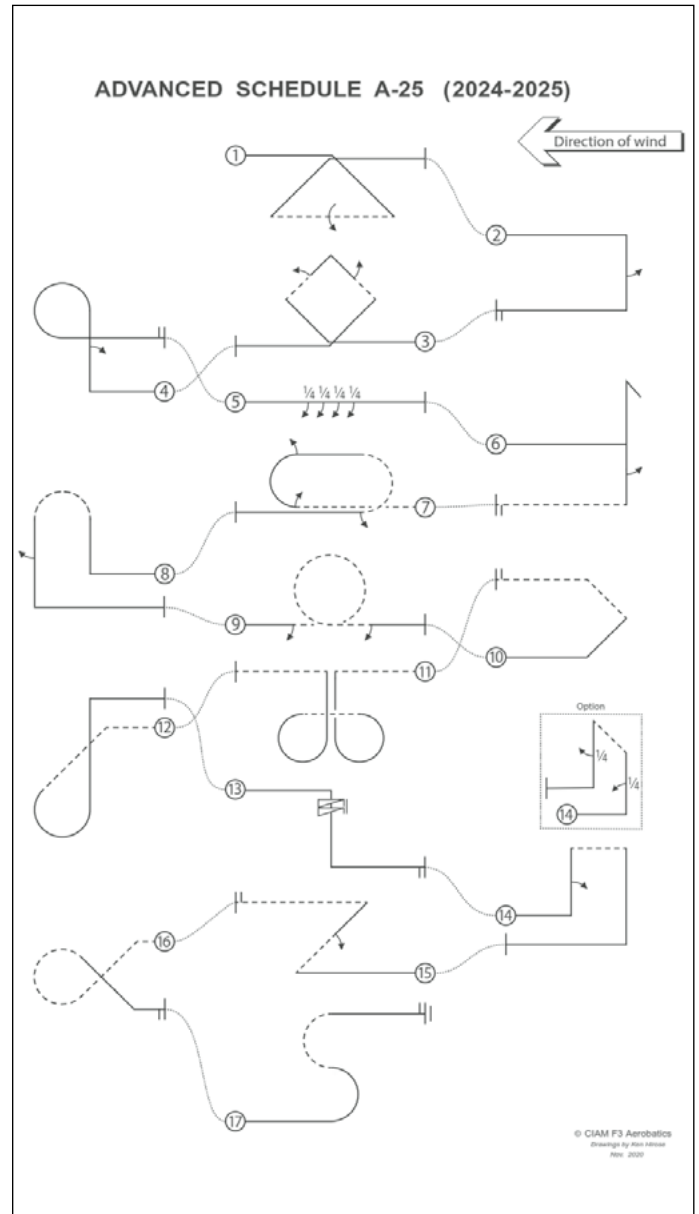 ADVANCED SCHEDULE A-25 (2024-2025)
Direction of wind
1
2
3
4
5
¼ ¼ ¼ ¼
6
7
8
9
10
11
12
Option
¼
¼
14
13
14
16
15
17
© CIAM F3 Aerobatics
Drawings by Ken Hirose
Nov. 2020